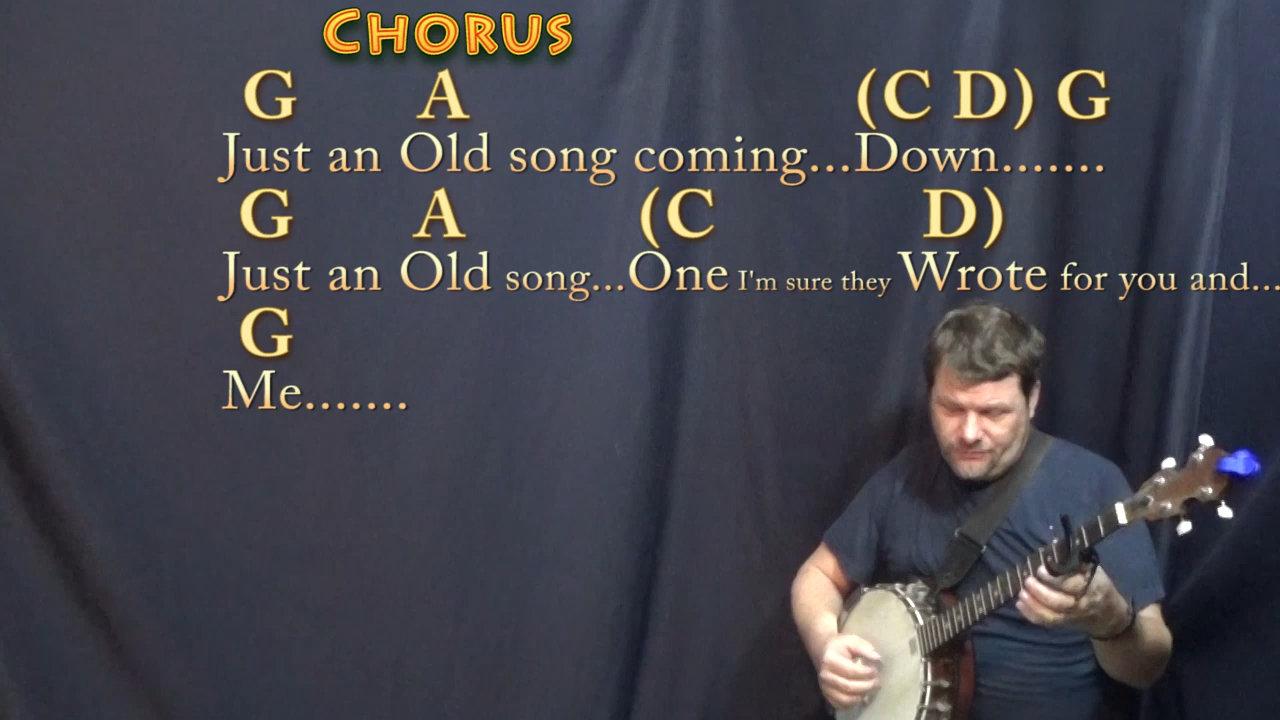 CHORUS
G A (C D) G
Just an Old song coming...Down.......
G A (C D)
Just an Old song...One I'm sure they Wrote for you and...
G
Me.......